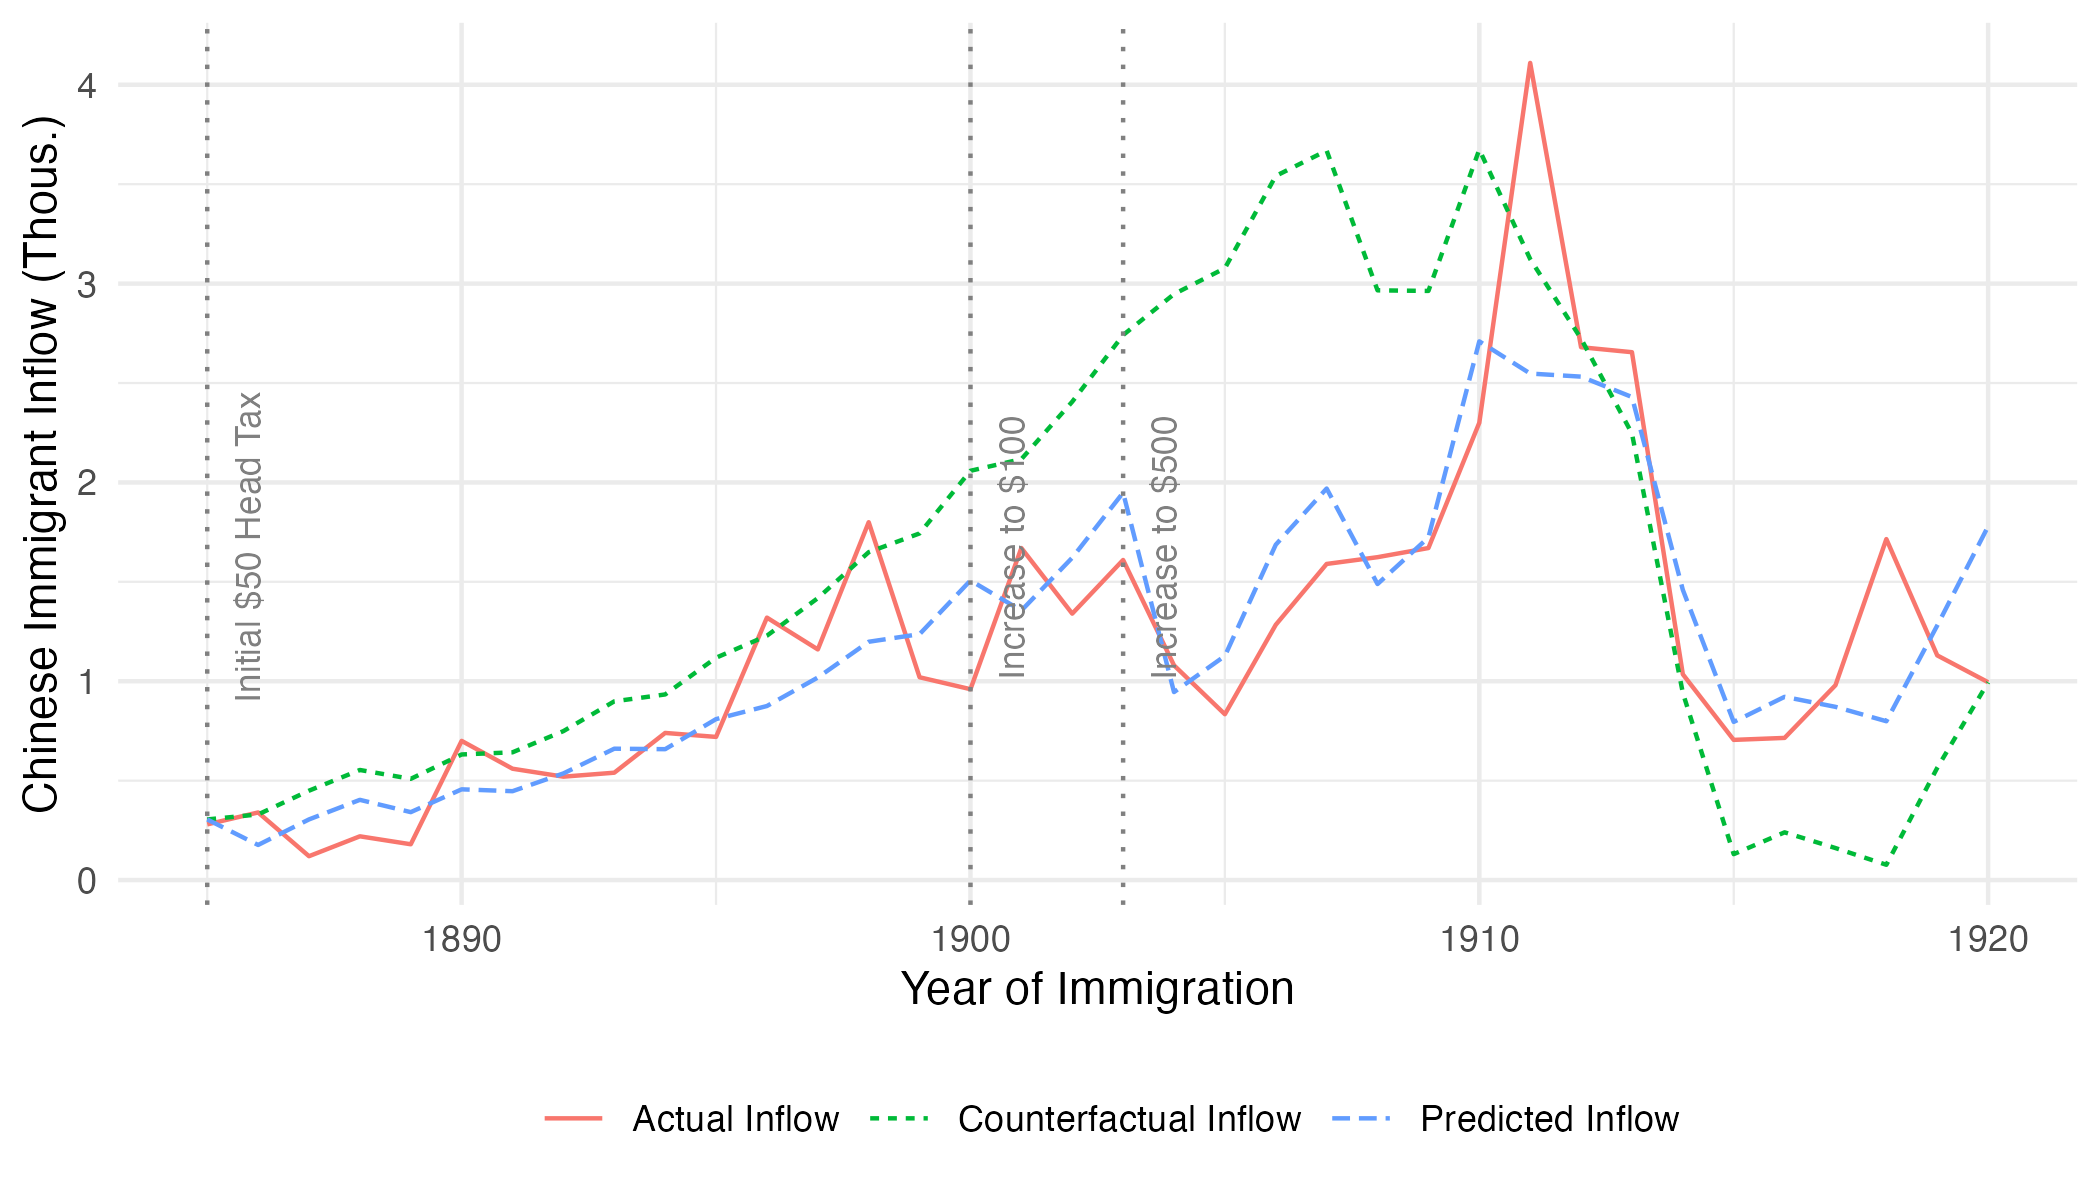 Chinese Immigrant Inflow (Thous.)
4
3
2
1
0
Initial $50 Head Tax
Increase to $100
Increase to $500
1890
1900
1910
1920
Year of Immigration
Actual Inflow
Counterfactual Inflow
Predicted Inflow